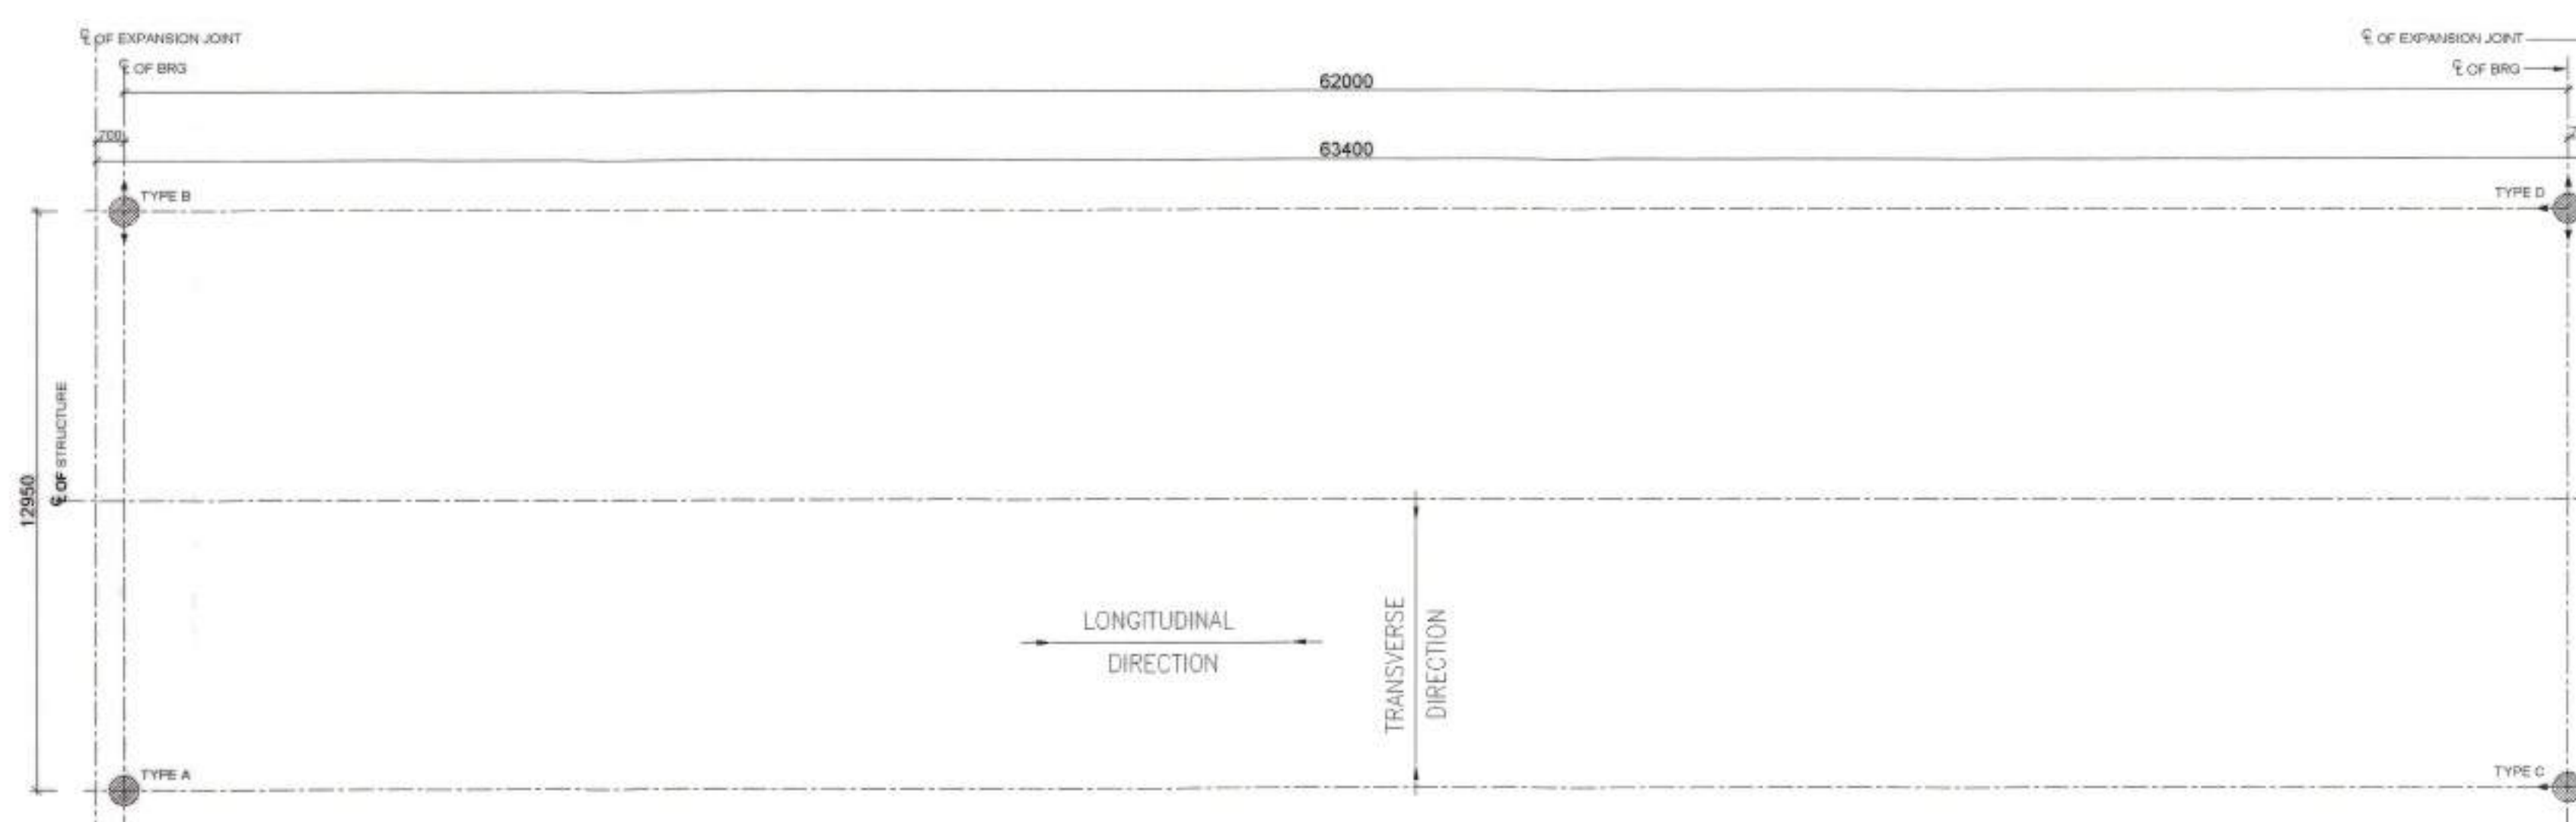 ℄ OF EXPANSION JOINT
℄ OF EXPANSION JOINT
℄ OF BRG
℄ OF BRG
62000
700
63400
TYPE B
TYPE D
12950
℄ OF STRUCTURE
LONGITUDINAL
DIRECTION
TRANSVERSE
DIRECTION
TYPE A
TYPE C